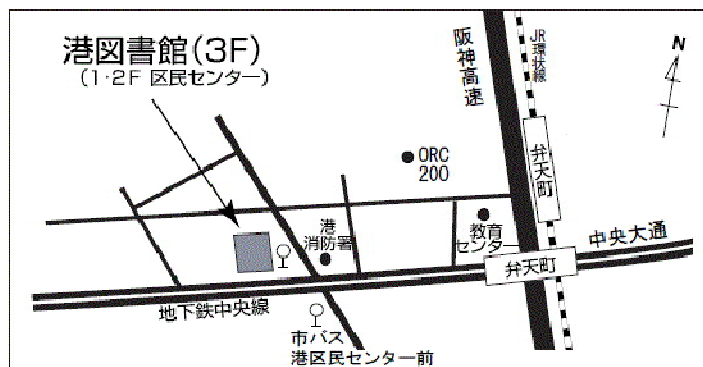 港図書館(3F)
(1・2F 区民センター)
阪神高速
JR環状線
N
ORC
200
弁天町
港
消防署
教育
センター
中央大通
弁天町
地下鉄中央線
市バス
港区民センター前